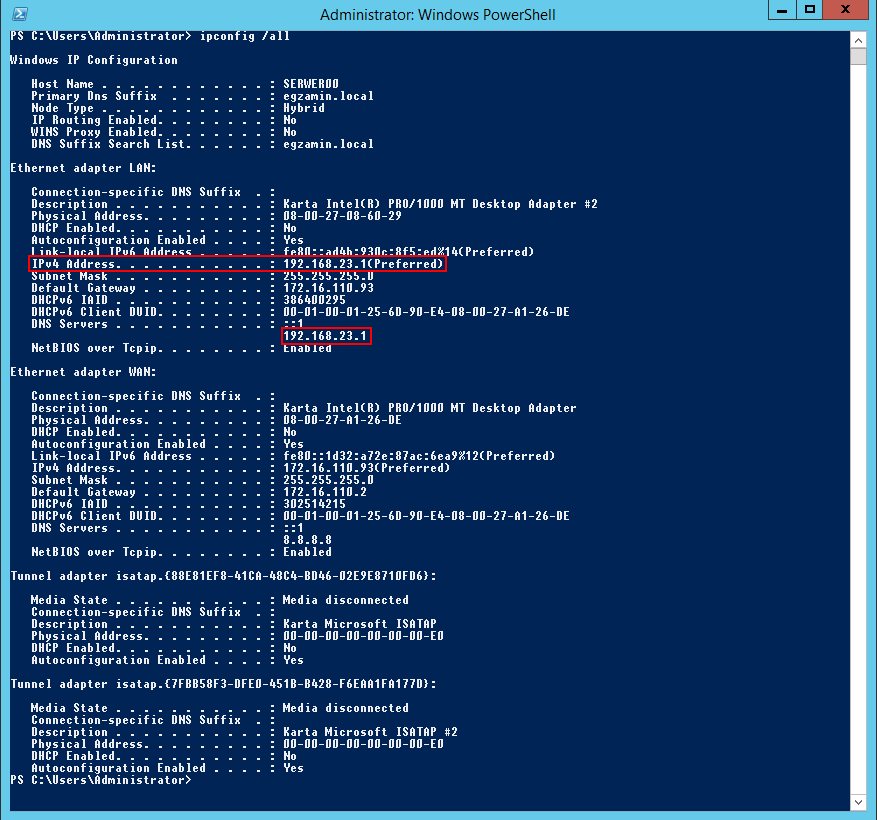 Administrator: Windows PowerShell
PS C:\Users\Administrator> ipconfig /all
Windows IP Configuration
Host Name . . . . . . . . . . . . : SERWER00
Primary Dns Suffix . . . . . . . : egzamin.local
Node Type . . . . . . . . . . . . : Hybrid
IP Routing Enabled. . . . . . . . : No
WINS Proxy Enabled. . . . . . . . : No
DNS Suffix Search List. . . . . . : egzamin.local
Ethernet adapter LAN:
Connection-specific DNS Suffix . :
Description . . . . . . . . . . . : Karta Intel(R) PRO/1000 MT Desktop Adapter #2
Physical Address. . . . . . . . . : 08-00-27-08-60-29
DHCP Enabled. . . . . . . . . . . : No
Autoconfiguration Enabled . . . . : Yes
Link-local IPv6 Address . . . . . : fe80::ad4b:930c:8f5:ed%14(Preferred)
IPv4 Address. . . . . . . . . . . : 192.168.23.1(Preferred)
Subnet Mask . . . . . . . . . . . : 255.255.255.0
Default Gateway . . . . . . . . . : 172.16.110.93
DHCPv6 IAID . . . . . . . . . . . : 386400295
DHCPv6 Client DUID. . . . . . . . : 00-01-00-01-25-6D-90-E4-08-00-27-A1-26-DE
DNS Servers . . . . . . . . . . . : ::1
192.168.23.1
NetBIOS over Tcpip. . . . . . . . : Enabled
Ethernet adapter WAN:
Connection-specific DNS Suffix . :
Description . . . . . . . . . . . : Karta Intel(R) PRO/1000 MT Desktop Adapter
Physical Address. . . . . . . . . : 08-00-27-A1-26-DE
DHCP Enabled. . . . . . . . . . . : No
Autoconfiguration Enabled . . . . : Yes
Link-local IPv6 Address . . . . . : fe80::1d32:a72e:87ac:6ea9%12(Preferred)
IPv4 Address. . . . . . . . . . . : 172.16.110.93(Preferred)
Subnet Mask . . . . . . . . . . . : 255.255.255.0
Default Gateway . . . . . . . . . : 172.16.110.2
DHCPv6 IAID . . . . . . . . . . . : 302514215
DHCPv6 Client DUID. . . . . . . . : 00-01-00-01-25-6D-90-E4-08-00-27-A1-26-DE
DNS Servers . . . . . . . . . . . : ::1
8.8.8.8
NetBIOS over Tcpip. . . . . . . . : Enabled
Tunnel adapter isatap.{88E81EF8-41CA-48C4-BD46-02E9E8710FD6}:
Media State . . . . . . . . . . . : Media disconnected
Connection-specific DNS Suffix . :
Description . . . . . . . . . . . : Karta Microsoft ISATAP
Physical Address. . . . . . . . . : 00-00-00-00-00-00-00-E0
DHCP Enabled. . . . . . . . . . . : No
Autoconfiguration Enabled . . . . : Yes
Tunnel adapter isatap.{7FBB58F3-DFE0-451B-B428-F6EAA1FA177D}:
Media State . . . . . . . . . . . : Media disconnected
Connection-specific DNS Suffix . :
Description . . . . . . . . . . . : Karta Microsoft ISATAP #2
Physical Address. . . . . . . . . : 00-00-00-00-00-00-00-E0
DHCP Enabled. . . . . . . . . . . : No
Autoconfiguration Enabled . . . . : Yes
PS C:\Users\Administrator>